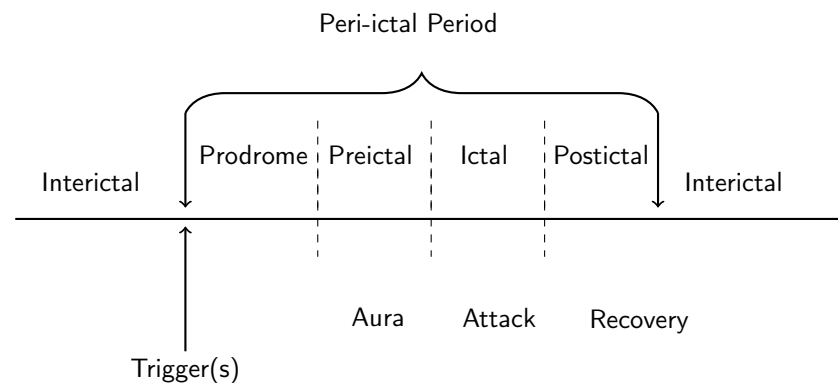 Peri-ictal Period
Prodrome Preictal Ictal Postictal
Interictal Interictal
Aura Attack Recovery
Trigger(s)